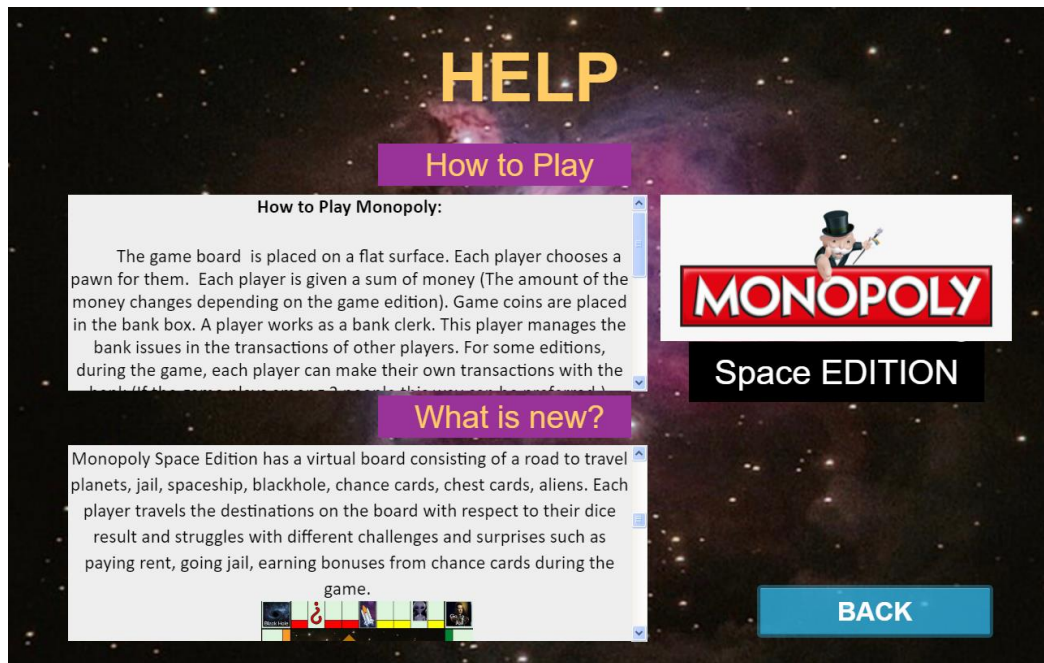 HELP
How to Play
How to Play Monopoly:
The game board is placed on a flat surface. Each player chooses a
pawn for them. Each player is given a sum of money (The amount of the
money changes depending on the game edition). Game coins are placed
in the bank box. A player works as a bank clerk. This player manages the
bank issues in the transactions of other players. For some editions,
during the game, each player can make their own transactions with the
MONOPOLY
Space EDITION
What is new?
Monopoly Space Edition has a virtual board consisting of a road to travel
planets, jail, spaceship, blackhole, chance cards, chest cards, aliens. Each
player travels the destinations on the board with respect to their dice
result and struggles with different challenges and surprises such as
paying rent, going jail, earning bonuses from chance cards during the
game.
Black Hole
BACK